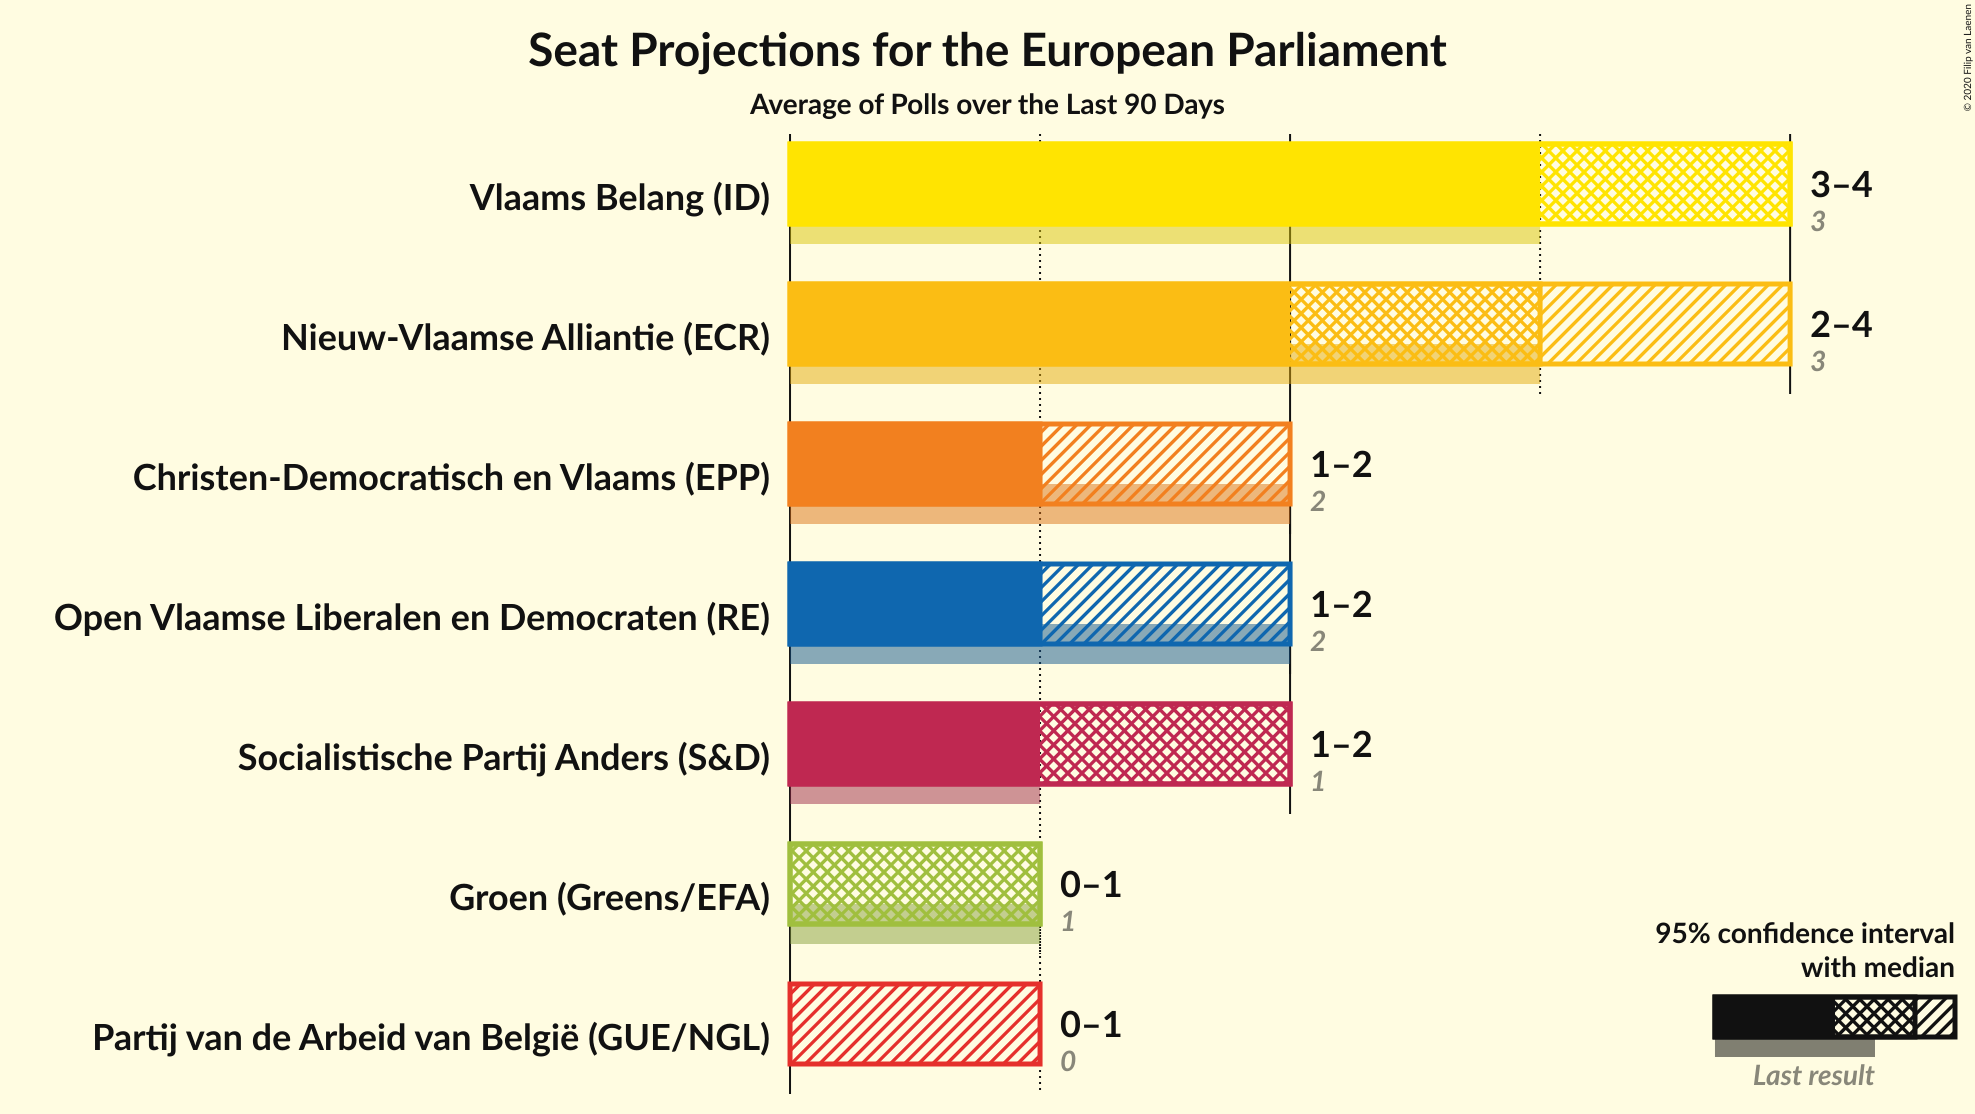 Seat Projections for the European Parliament
Average of Polls over the Last 90 Days
© 2020 Filip van Laenen
Vlaams Belang (ID)
3–4
3
Nieuw-Vlaamse Alliantie (ECR)
2–4
3
Christen-Democratisch en Vlaams (EPP)
1–2
2
Open Vlaamse Liberalen en Democraten (RE)
1–2
2
Socialistische Partij Anders (S&D)
1–2
1
Groen (Greens/EFA)
0–1
1
Partij van de Arbeid van België (GUE/NGL)
0–1
0
95% confidence interval
with median
Last result